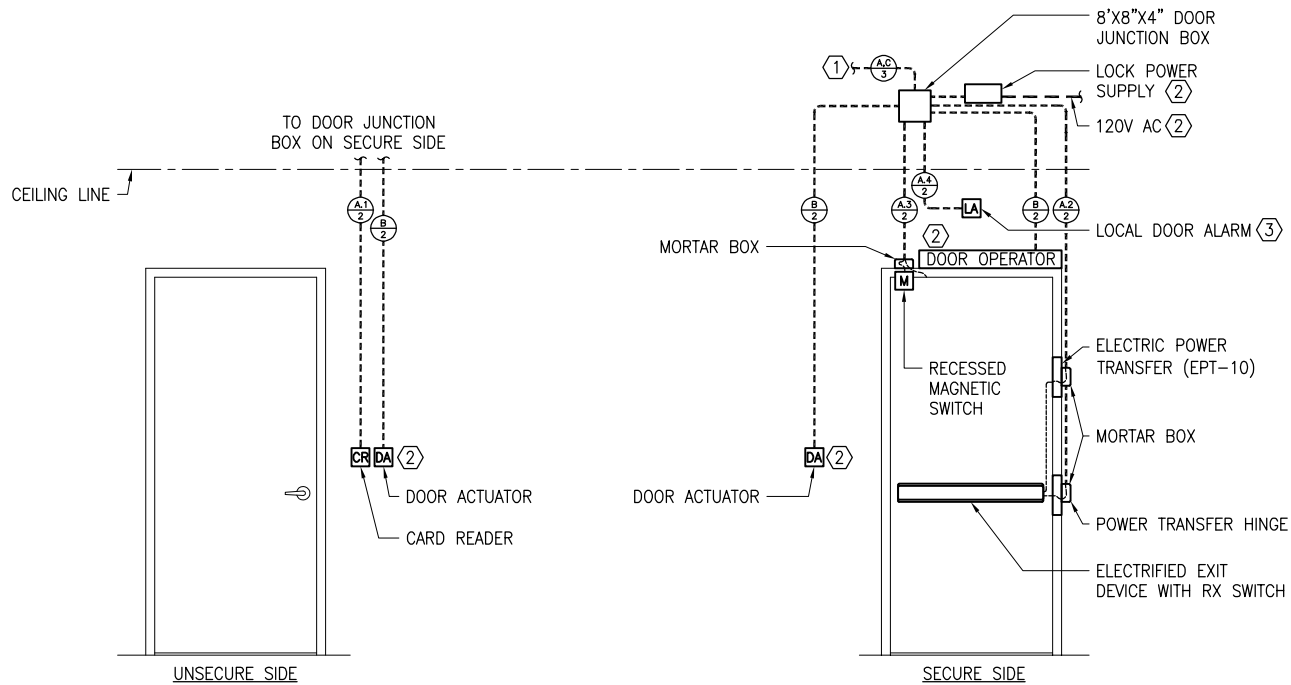 8'X8"X4" DOOR
JUNCTION BOX
1
A,C
3
LOCK POWER
SUPPLY 2
120V AC 2
TO DOOR JUNCTION
BOX ON SECURE SIDE
CEILING LINE
A.1
2
B
2
B
2
A.3
2
A.4
2
LA
B
2
A.2
2
LOCAL DOOR ALARM 3
MORTAR BOX
2
DOOR OPERATOR
M
RECESSED
MAGNETIC
SWITCH
ELECTRIC POWER
TRANSFER (EPT-10)
MORTAR BOX
CR DA 2
DA 2
DOOR ACTUATOR
CARD READER
DOOR ACTUATOR
POWER TRANSFER HINGE
ELECTRIFIED EXIT
DEVICE WITH RX SWITCH
UNSECURE SIDE
SECURE SIDE